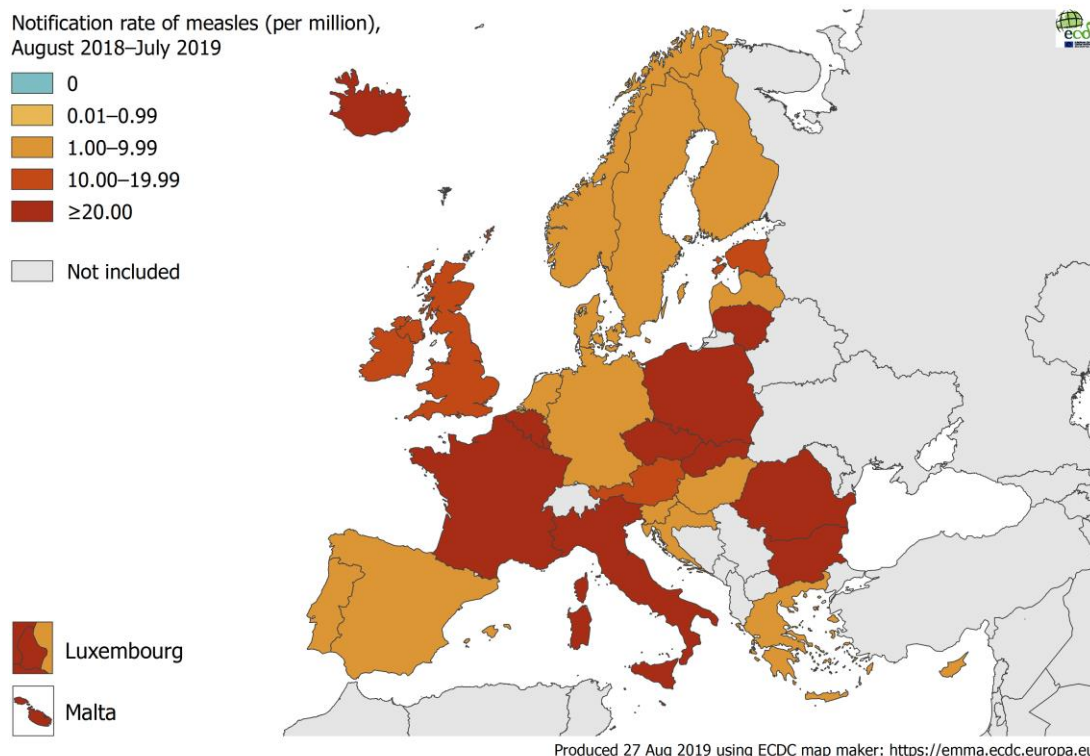 Notification rate of measles (per million),
August 2018–July 2019
0
0.01–0.99
1.00–9.99
10.00–19.99
≥20.00
Not included
Luxembourg
Malta
Produced 27 Aug 2019 using ECDC map maker: https://emma.ecdc.europa.eu